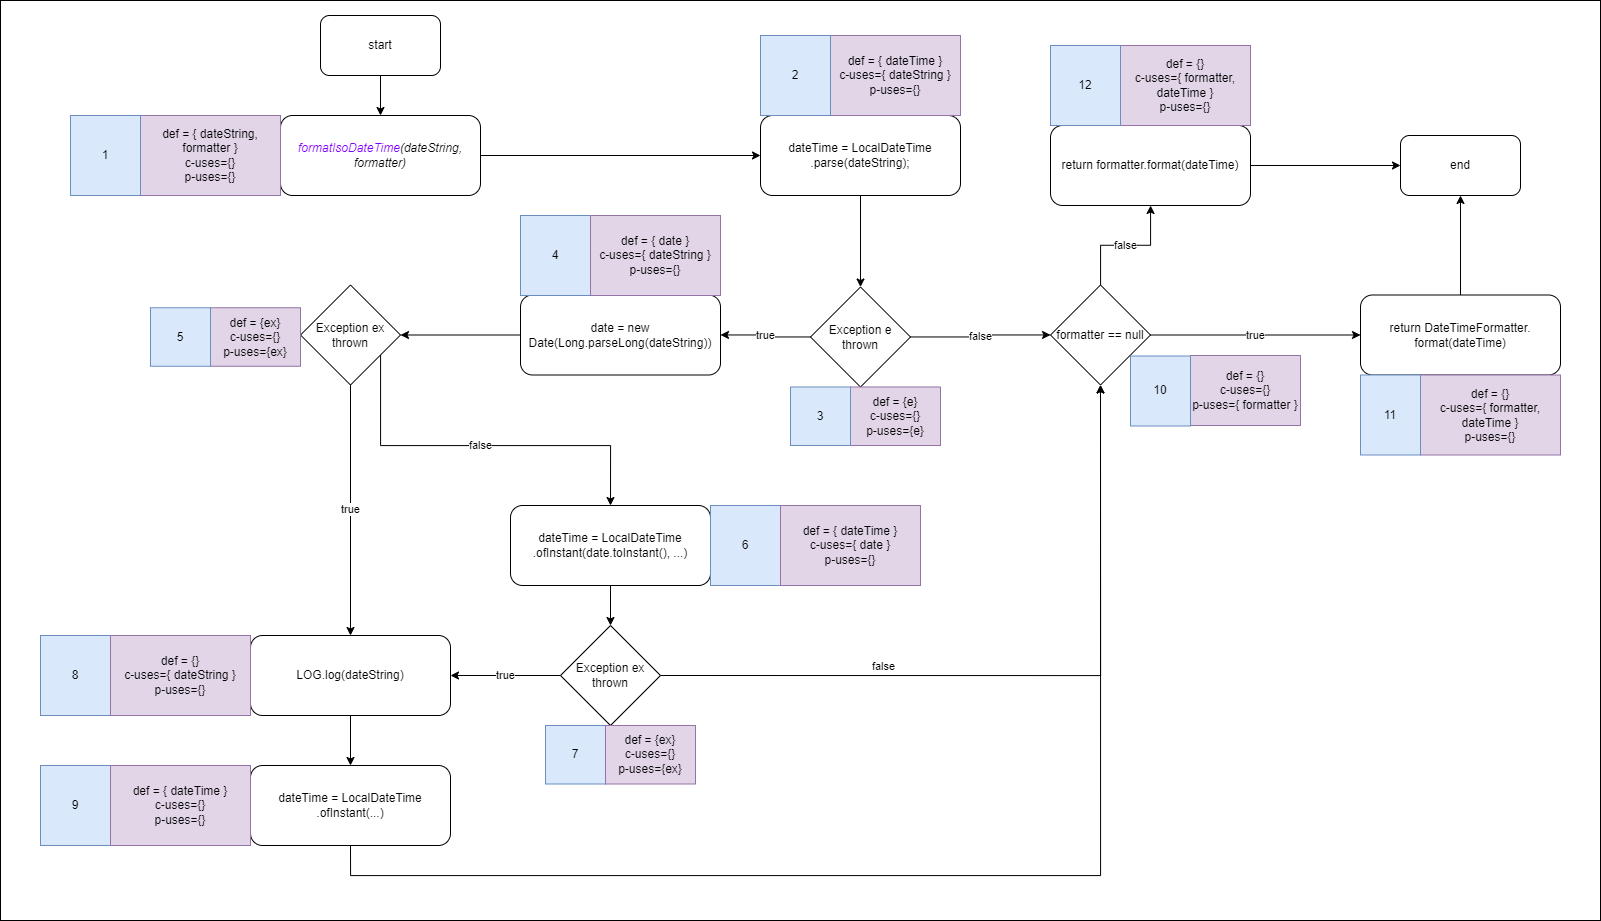 start
1
def = { dateString,
formatter }
c-uses={}
p-uses={}
formatIsoDateTime(dateString,
formatter)
2
def = { dateTime }
c-uses={ dateString }
p-uses={}
dateTime = LocalDateTime
.parse(dateString);
12
def = {}
c-uses={ formatter,
dateTime }
p-uses={}
return formatter.format(dateTime)
end
false
4
def = { date }
c-uses={ dateString }
p-uses={}
date = new
Date(Long.parseLong(dateString))
5
def = {ex}
c-uses={}
p-uses={ex}
Exception ex
thrown
true
Exception e
thrown
false
3
def = {e}
c-uses={}
p-uses={e}
formatter == null
true
10
def = {}
c-uses={}
p-uses={ formatter }
return DateTimeFormatter.
format(dateTime)
11
def = {}
c-uses={ formatter,
dateTime }
p-uses={}
false
true
dateTime = LocalDateTime
.ofInstant(date.toInstant(), ...)
6
def = { dateTime }
c-uses={ date }
p-uses={}
8
def = {}
c-uses={ dateString }
p-uses={}
LOG.log(dateString)
true
Exception ex
thrown
false
7
def = {ex}
c-uses={}
p-uses={ex}
9
def = { dateTime }
c-uses={}
p-uses={}
dateTime = LocalDateTime
.ofInstant(...)